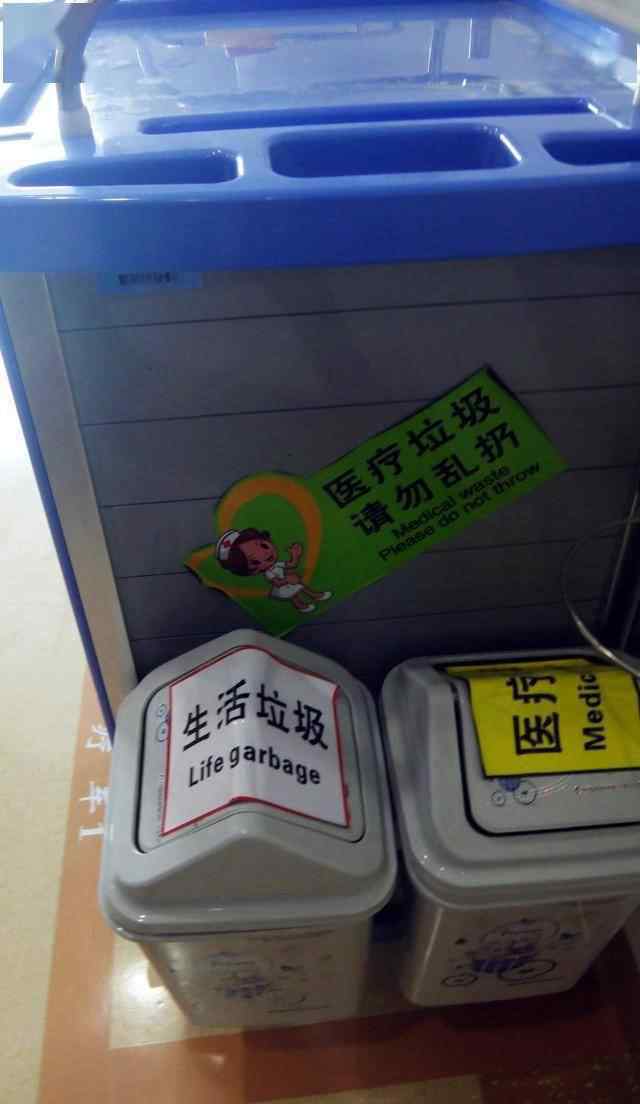 医疗垃圾
请勿乱扔
Medical waste
Please do not throw
生活垃圾
Life garbage
医疗
Medic